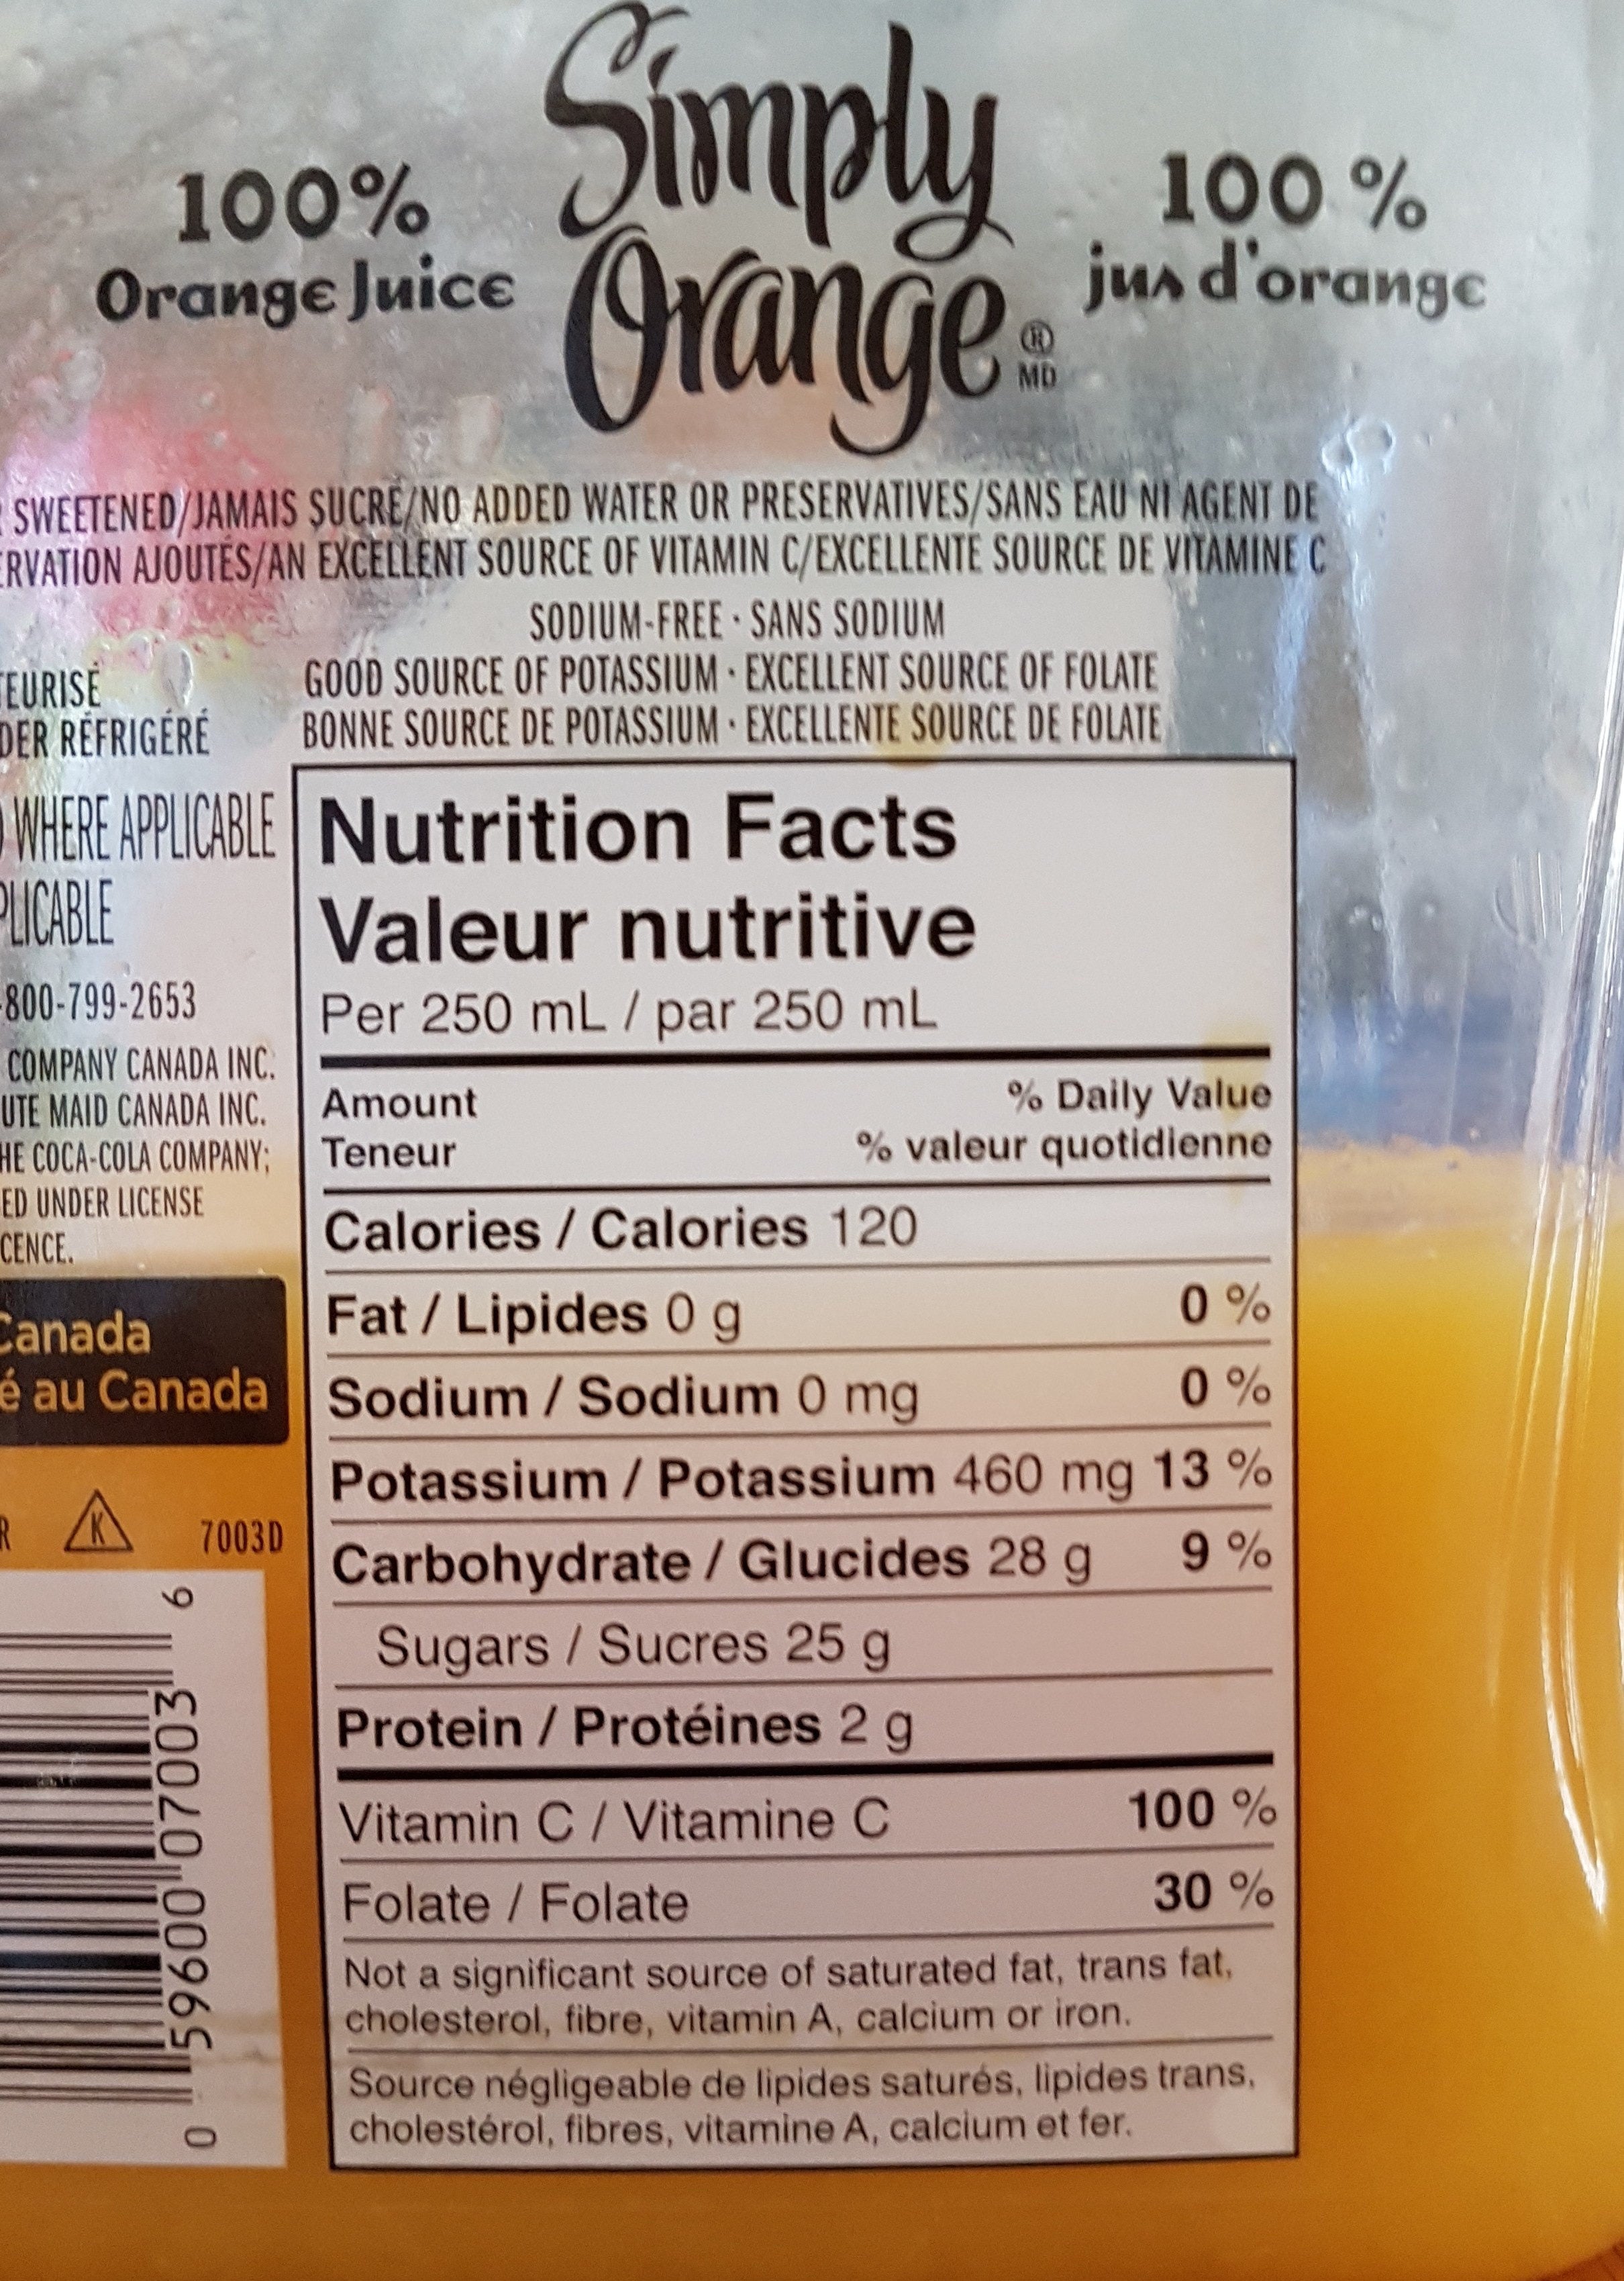 Simply
Orange
® MD
100%
Orange Juice
100 %
jus d'orange
SWEETENED/JAMAIS SUCRÉ/NO ADDED WATER OR PRESERVATIVES/SANS EAU NI AGENT DE
ERVATION AJOUTÉS/AN EXCELLENT SOURCE OF VITAMIN C/EXCELLENTE SOURCE DE VITAMINE C
SODIUM-FREE · SANS SODIUM
GOOD SOURCE OF POTASSIUM · EXCELLENT SOURCE OF FOLATE
BONNE SOURCE DE POTASSIUM · EXCELLENTE SOURCE DE FOLATE
TEURISÉ
DER RÉFRIGÉRÉ
WHERE APPLICABLE
PLICABLE
-800-799-2653
COMPANY CANADA INC.
UTE MAID CANADA INC.
HE COCA-COLA COMPANY;
ED UNDER LICENSE
CENCE.
Canada
é au Canada
R K 7003D
0 59600 07003 6
Nutrition Facts
Valeur nutritive
Per 250 mL / par 250 mL
Amount % Daily Value
Teneur % valeur quotidienne
Calories / Calories 120
Fat / Lipides 0 g 0 %
Sodium / Sodium 0 mg 0 %
Potassium / Potassium 460 mg 13 %
Carbohydrate / Glucides 28 g 9 %
Sugars / Sucres 25 g
Protein / Protéines 2 g
Vitamin C / Vitamine C 100 %
Folate / Folate 30 %
Not a significant source of saturated fat, trans fat,
cholesterol, fibre, vitamin A, calcium or iron.
Source négligeable de lipides saturés, lipides trans,
cholestérol, fibres, vitamine A, calcium et fer.